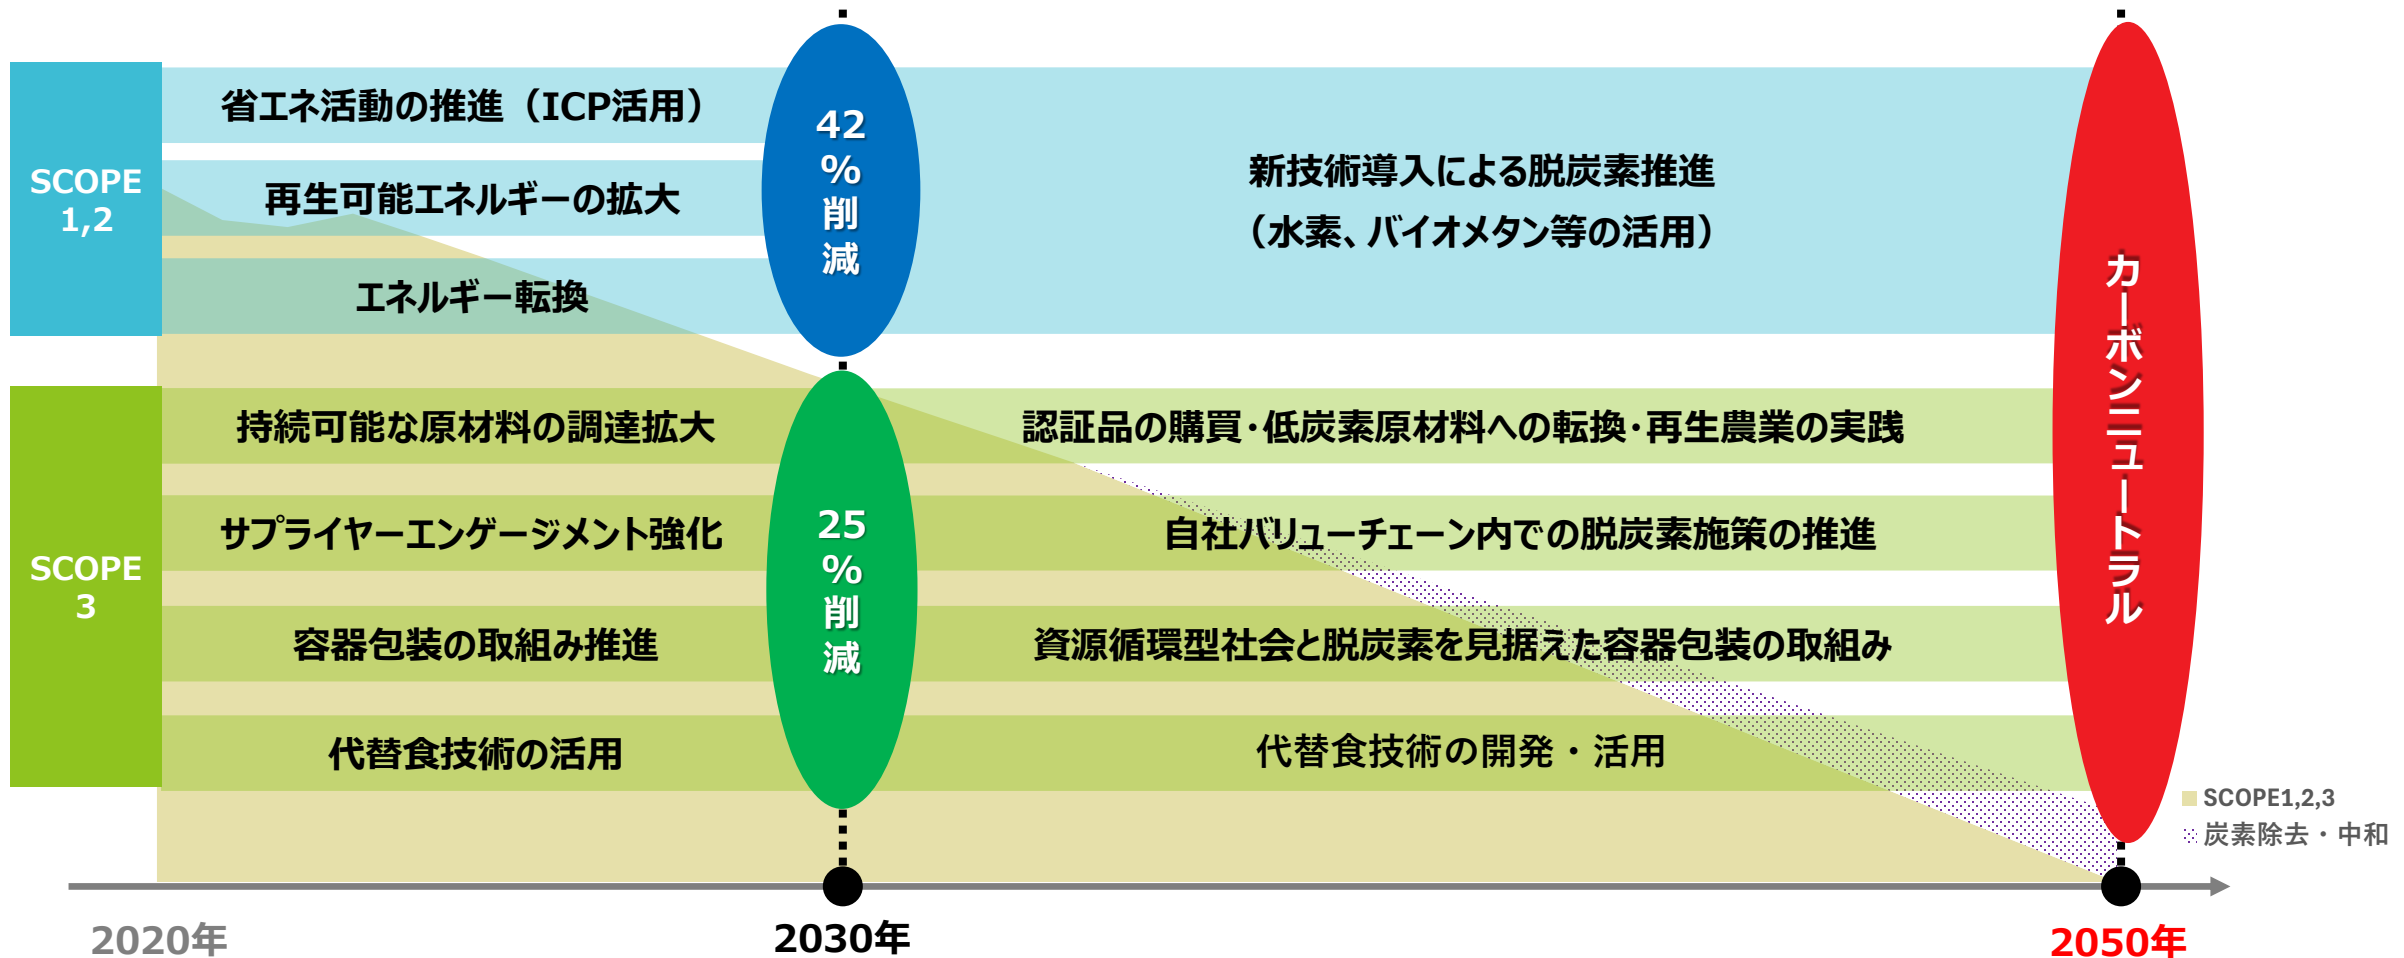 SCOPE
1,2
省エネ活動の推進（ICP活用）
再生可能エネルギーの拡大
エネルギー転換
42
%
削
減
新技術導入による脱炭素推進
（水素、バイオメタン等の活用）
SCOPE
3
持続可能な原材料の調達拡大
サプライヤーエンゲージメント強化
容器包装の取組み推進
代替食技術の活用
25
%
削
減
認証品の購買・低炭素原材料への転換・再生農業の実践
自社バリューチェーン内での脱炭素施策の推進
資源循環型社会と脱炭素を見据えた容器包装の取組み
代替食技術の開発・活用
カーボンニュートラル
SCOPE1,2,3
炭素除去・中和
2020年
2030年
2050年